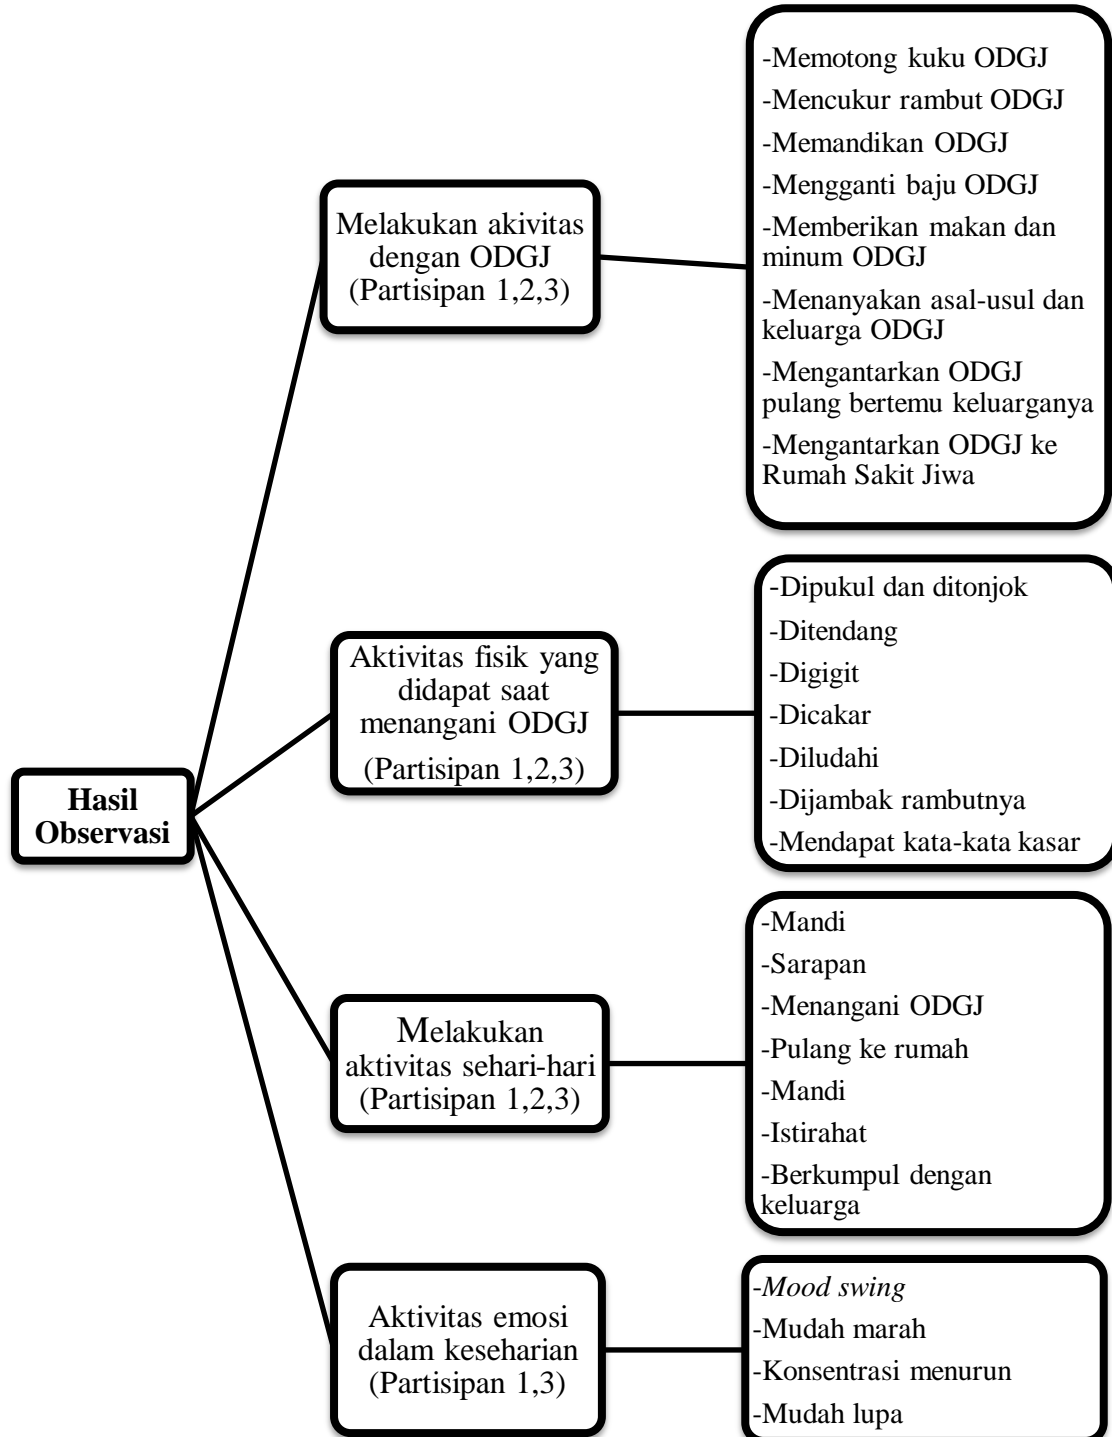 Hasil
Observasi
Melakukan akivitas
dengan ODGJ
(Partisipan 1,2,3)
-Memotong kuku ODGJ
-Mencukur rambut ODGJ
-Memandikan ODGJ
-Mengganti baju ODGJ
-Memberikan makan dan
minum ODGJ
-Menanyakan asal-usul dan
keluarga ODGJ
-Mengantarkan ODGJ
pulang bertemu keluarganya
-Mengantarkan ODGJ ke
Rumah Sakit Jiwa
Aktivitas fisik yang
didapat saat
menangani ODGJ
(Partisipan 1,2,3)
-Dipukul dan ditonjok
-Ditendang
-Digigit
-Dicakar
-Diludahi
-Dijambak rambutnya
-Mendapat kata-kata kasar
Melakukan
aktivitas sehari-hari
(Partisipan 1,2,3)
-Mandi
-Sarapan
-Menangani ODGJ
-Pulang ke rumah
-Mandi
-Istirahat
-Berkumpul dengan
keluarga
Aktivitas emosi
dalam keseharian
(Partisipan 1,3)
-Mood swing
-Mudah marah
-Konsentrasi menurun
-Mudah lupa